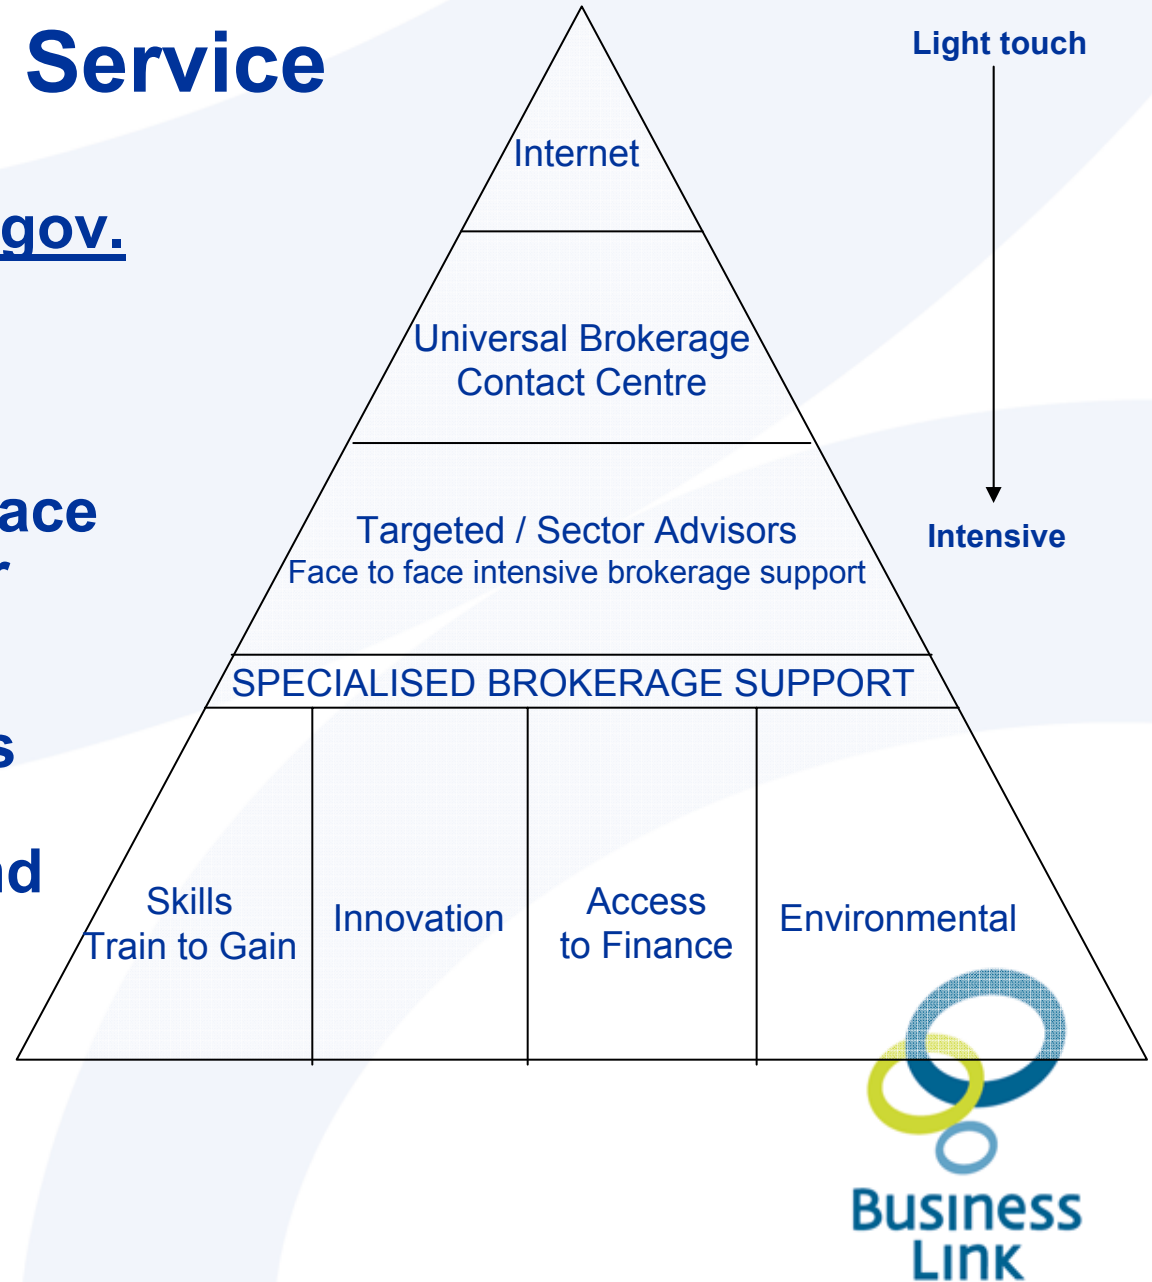 Service
gov.
ace
r
s
nd
Internet
Universal Brokerage
Contact Centre
Targeted / Sector Advisors
Face to face intensive brokerage support
SPECIALISED BROKERAGE SUPPORT
Skills
Train to Gain
Innovation
Access
to Finance
Environmental
Light touch
Intensive
Business
Link